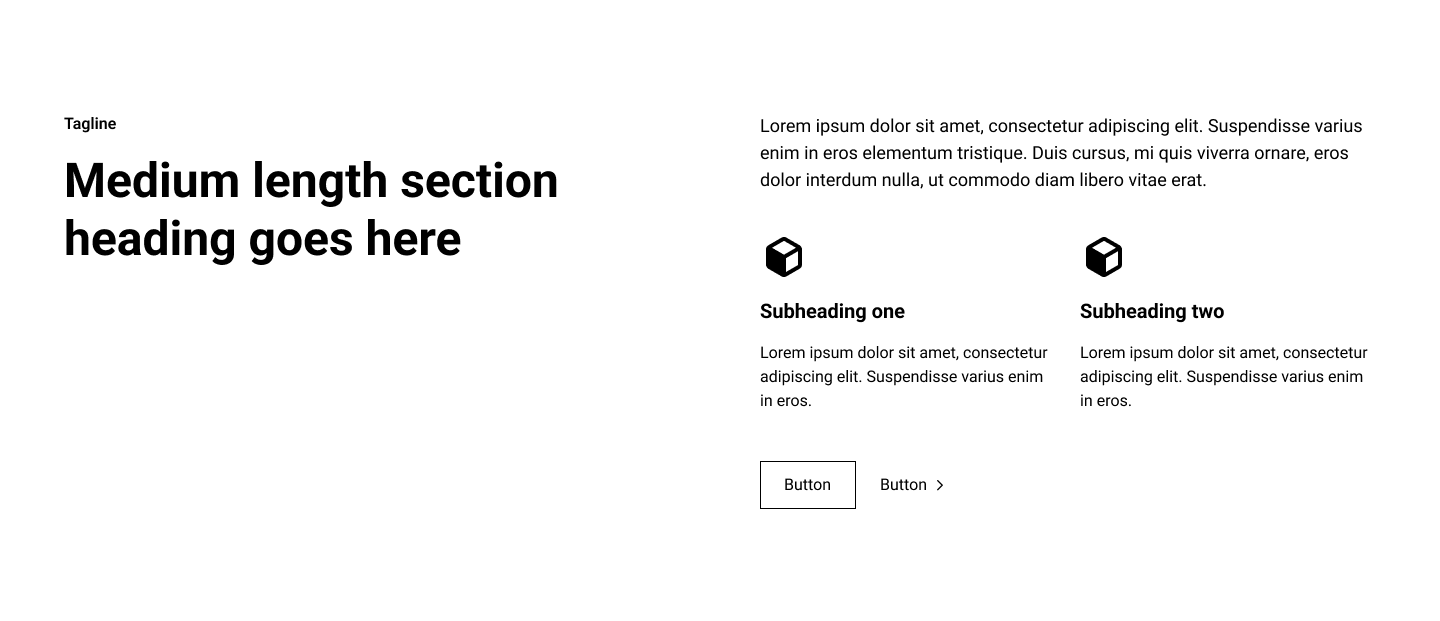 Tagline
Medium length section
heading goes here
Lorem ipsum dolor sit amet, consectetur adipiscing elit. Suspendisse varius
enim in eros elementum tristique. Duis cursus, mi quis viverra ornare, eros
dolor interdum nulla, ut commodo diam libero vitae erat.
Subheading one
Lorem ipsum dolor sit amet, consectetur
adipiscing elit. Suspendisse varius enim
in eros.
Subheading two
Lorem ipsum dolor sit amet, consectetur
adipiscing elit. Suspendisse varius enim
in eros.
Button
Button